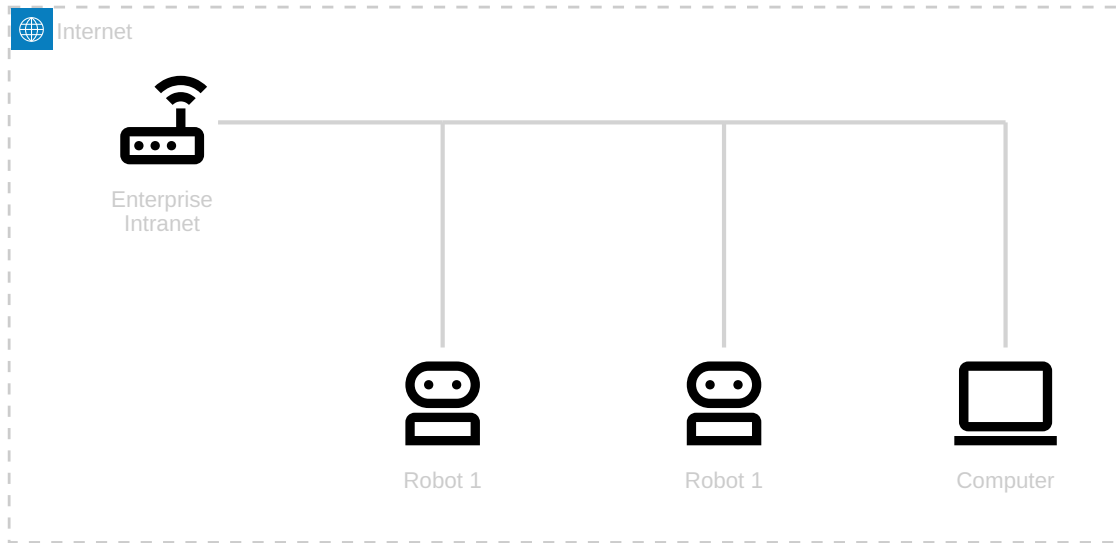 Internet
Enterprise
Intranet
Robot 1
Robot 1
Computer